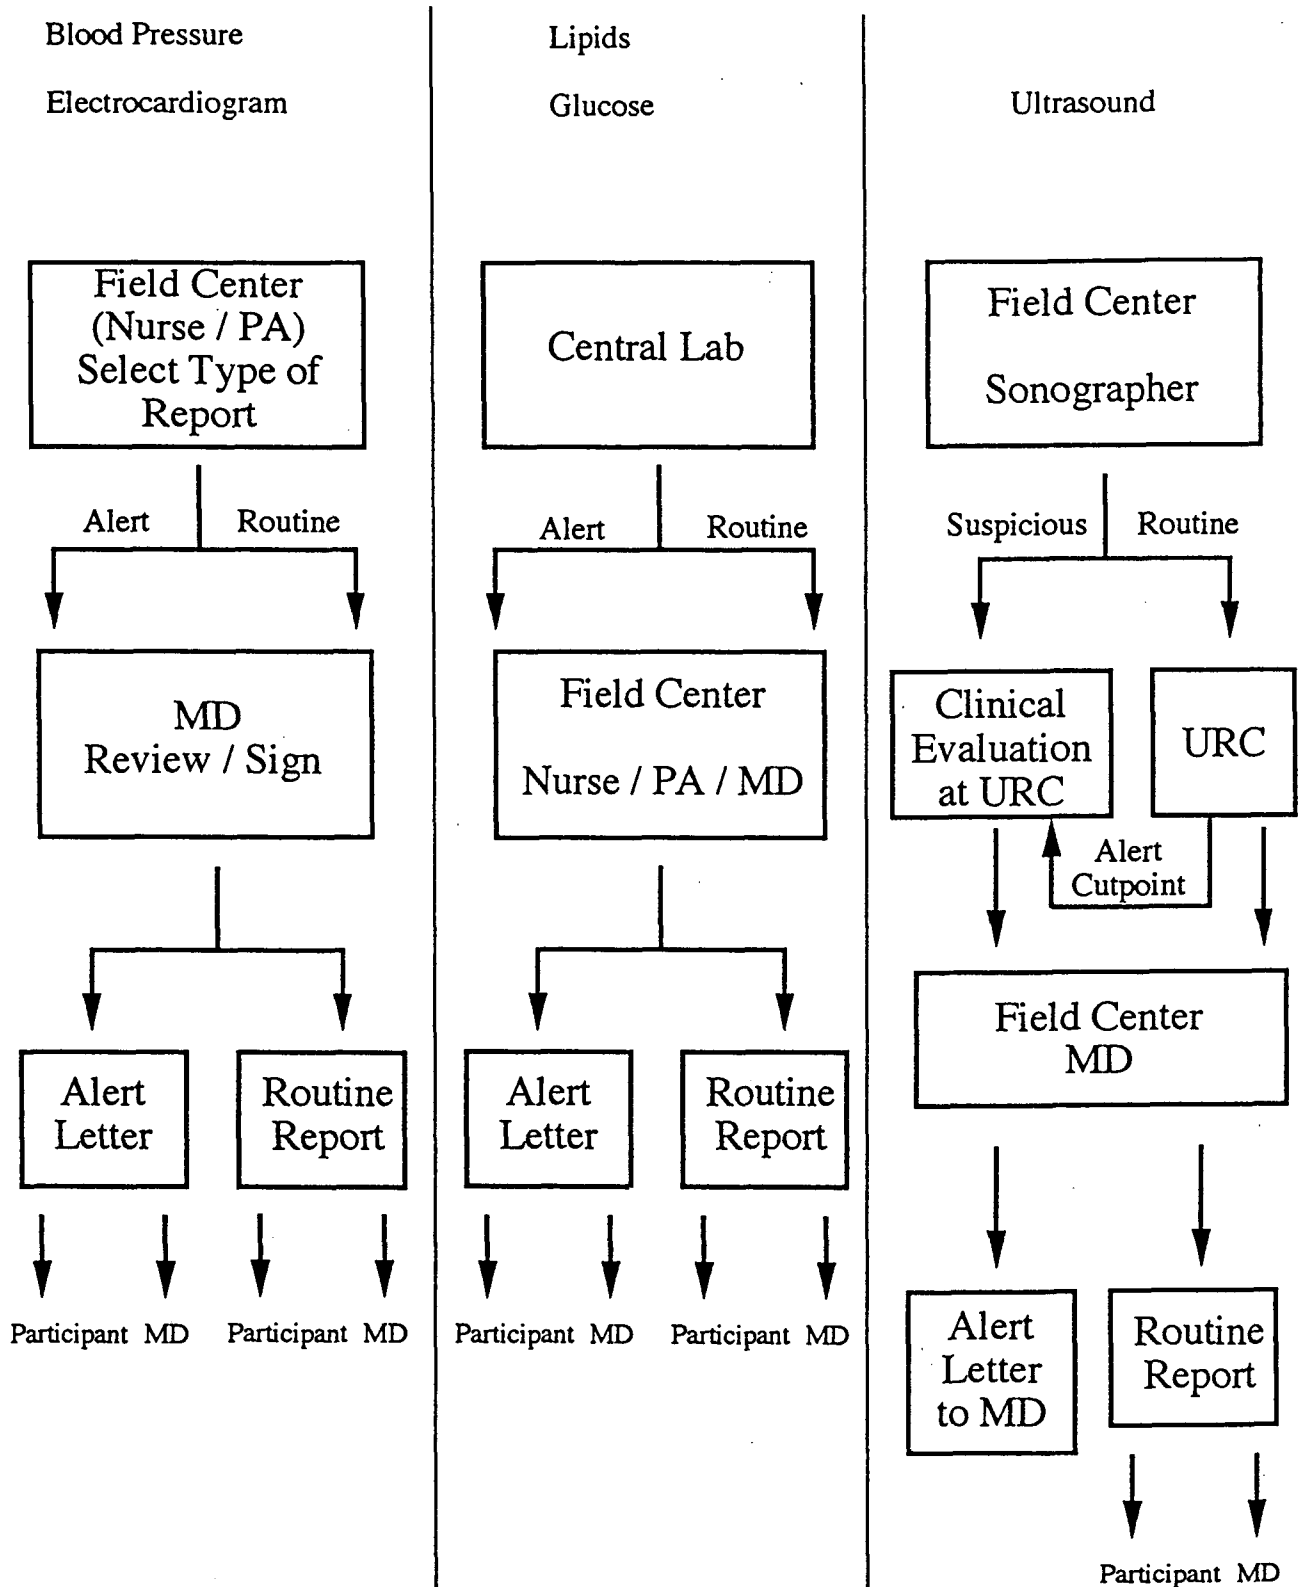 Blood Pressure
Electrocardiogram
Field Center
(Nurse / PA)
Select Type of
Report
Alert
Routine
MD
Review / Sign
Alert
Letter
Routine
Report
Participant
MD
Participant
MD
Lipids
Glucose
Central Lab
Alert
Routine
Field Center
Nurse / PA / MD
Alert
Letter
Routine
Report
Participant
MD
Participant
MD
Ultrasound
Field Center
Sonographer
Suspicious
Routine
Clinical
Evaluation
at URC
URC
Alert
Cutpoint
Field Center
MD
Alert
Letter
to MD
Routine
Report
Participant
MD